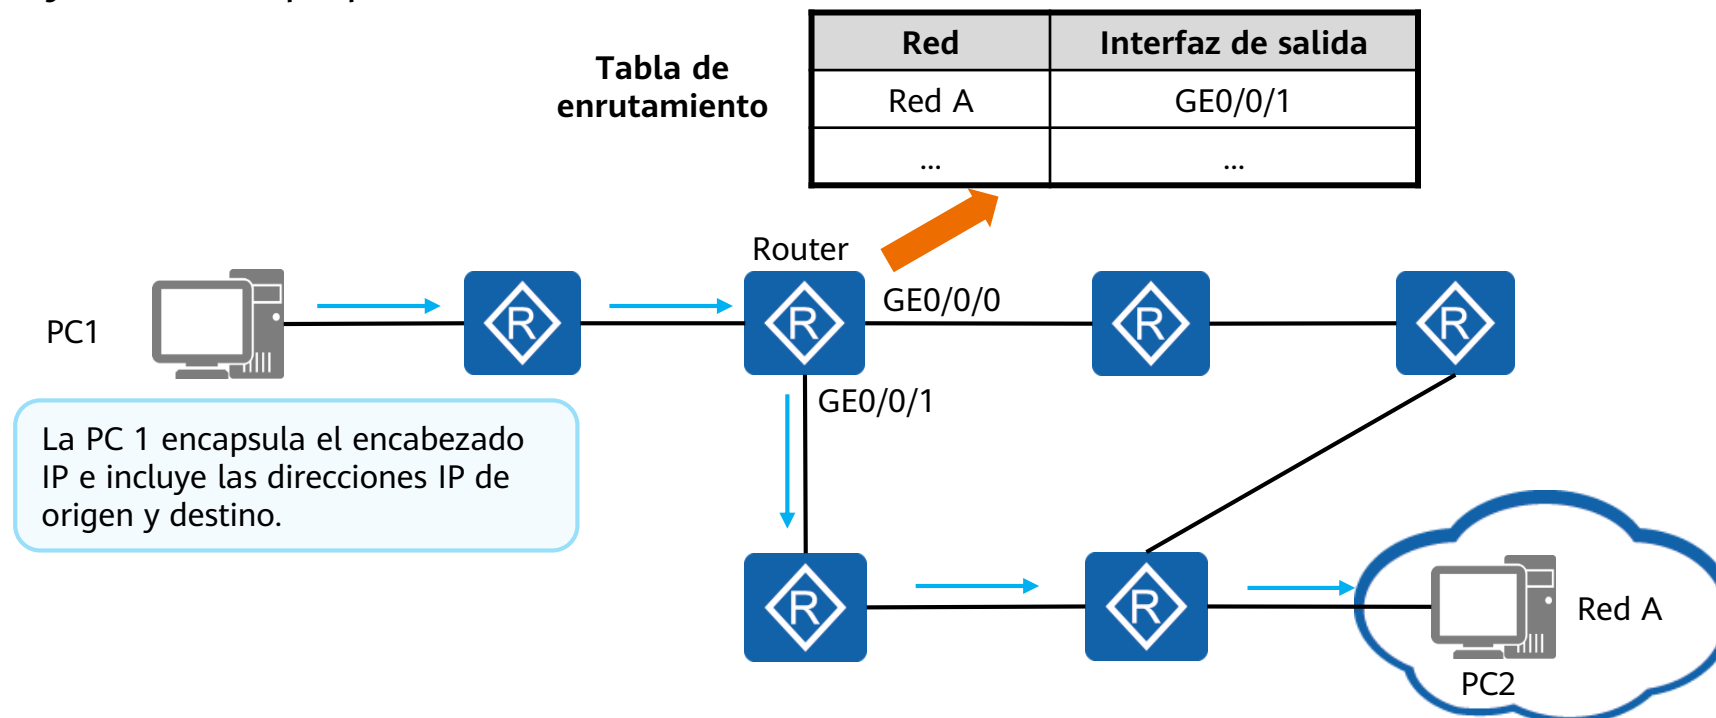 Tabla de
enrutamiento
Red Interfaz de salida
Red A GE0/0/1
... ...
Router
GE0/0/0
PC1
GE0/0/1
La PC 1 encapsula el encabezado
IP e incluye las direcciones IP de
origen y destino.
R
R
R
R
R
R
Red A
PC2